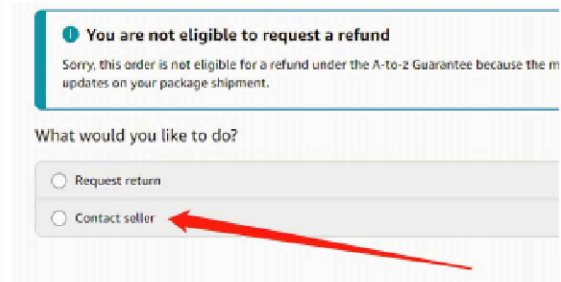 You are not eligible to request a refund
Sorry, this order is not eligible for a refund under the A-to-z Guarantee because the m
updates on your package shipment.
What would you like to do?
Request return
Contact seller